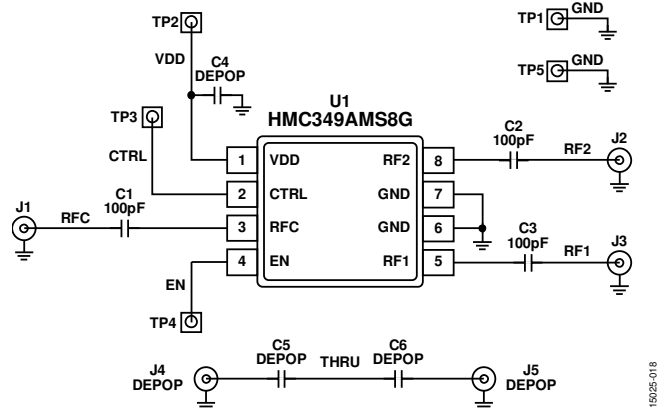 TP2
VDD
C4
DEPOP
TP1
GND
TP5
GND
TP3
CTRL
U1
HMC349AMS8G
1 VDD
2 CTRL
3 RFC
4 EN
RF2 8
GND 7
GND 6
RF1 5
C2
100pF
RF2
J2
J1
RFC
C1
100pF
C3
100pF
RF1
J3
EN
TP4
J4
DEPOP
C5
DEPOP
THRU
C6
DEPOP
J5
DEPOP
15025-018